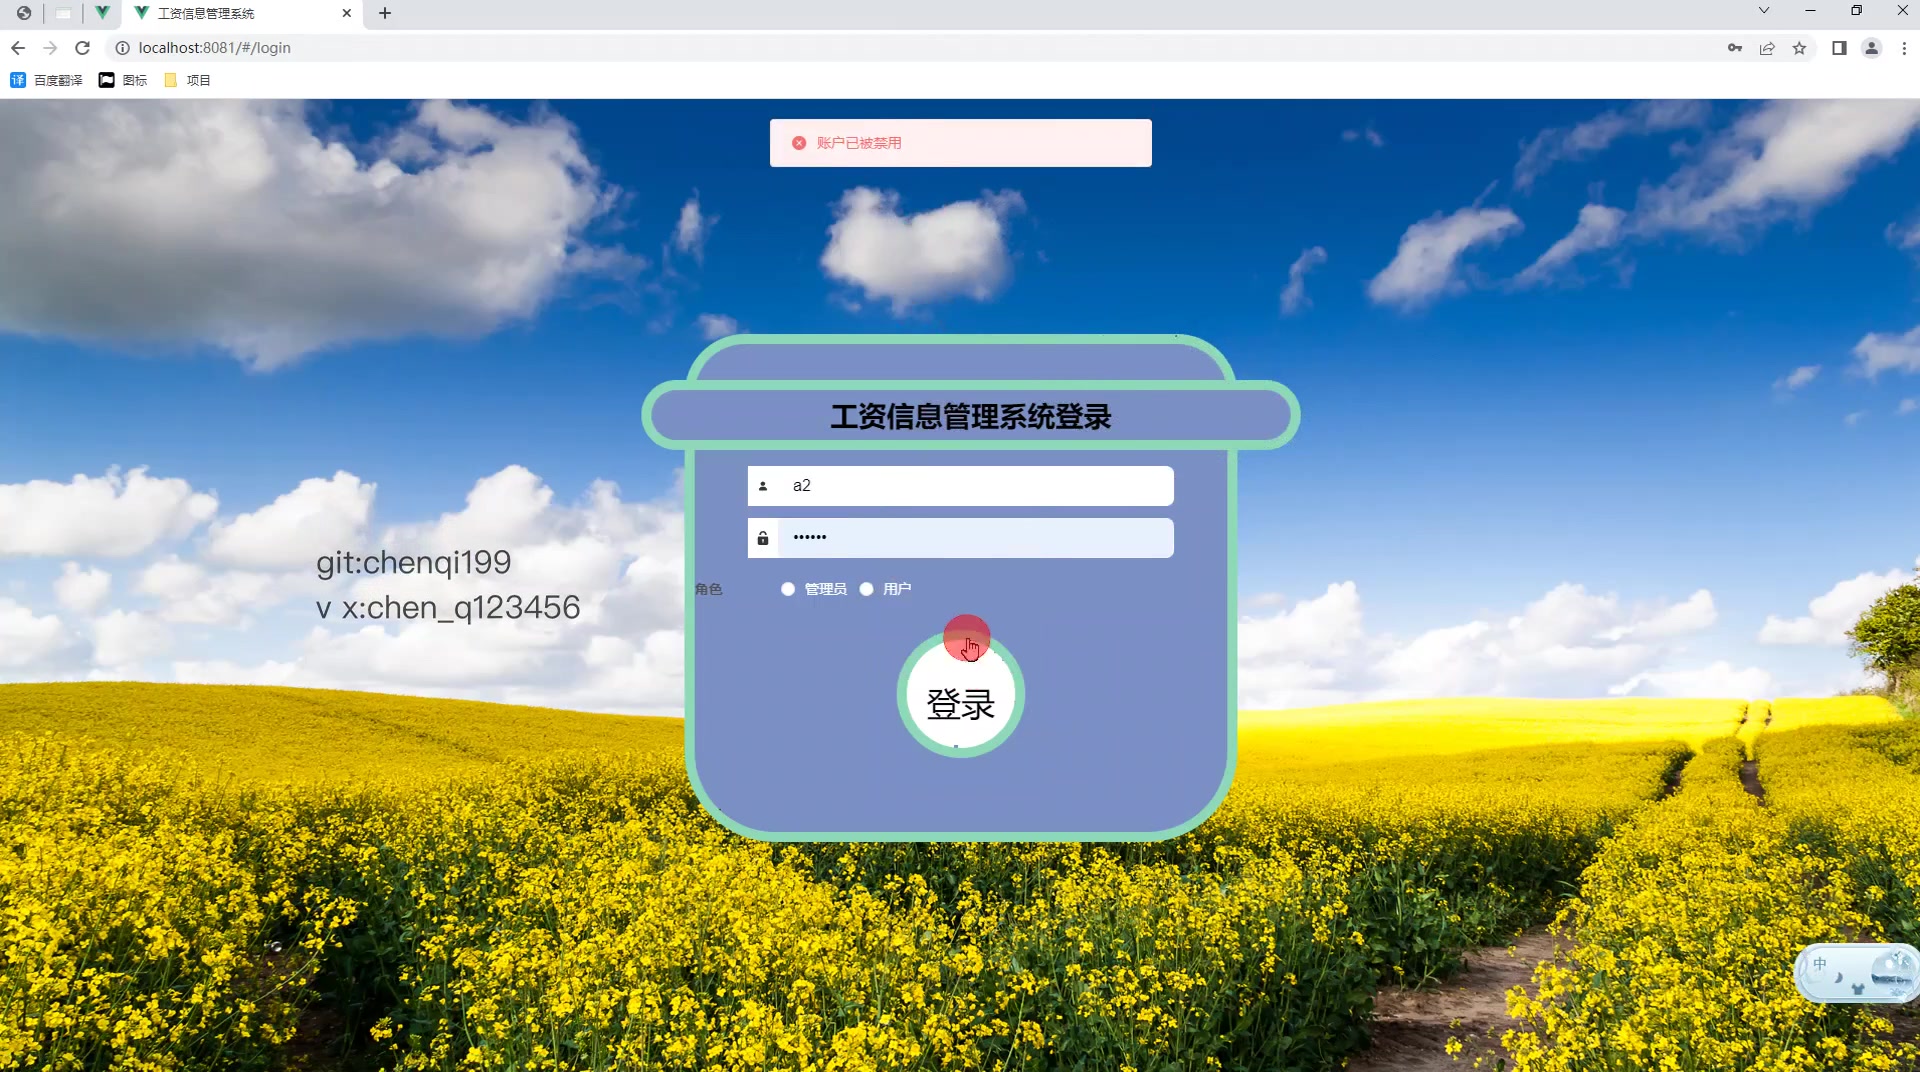 工资信息管理系统
localhost:8081/#/login
百度翻译
图标
项目
账户已被禁用
工资信息管理系统登录
a2
••••••
角色 管理员 用户
登录
git:chenqi199
v x:chen_q123456
中